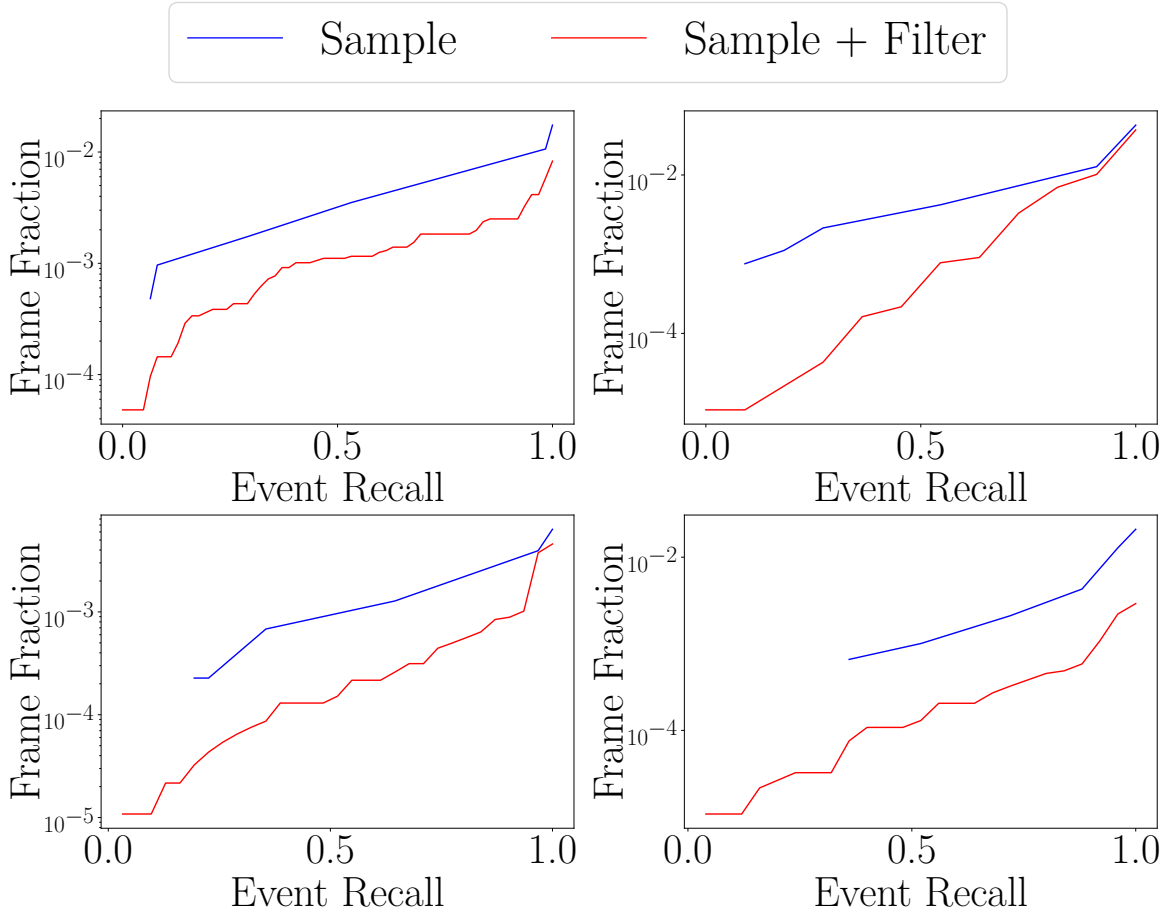 Sample
Sample + Filter
Frame Fraction
10⁻²
10⁻³
10⁻⁴
0.0
0.5
1.0
Event Recall
Frame Fraction
10⁻²
10⁻⁴
0.0
0.5
1.0
Event Recall
Frame Fraction
10⁻³
10⁻⁴
10⁻⁵
0.0
0.5
1.0
Event Recall
Frame Fraction
10⁻²
10⁻⁴
0.0
0.5
1.0
Event Recall